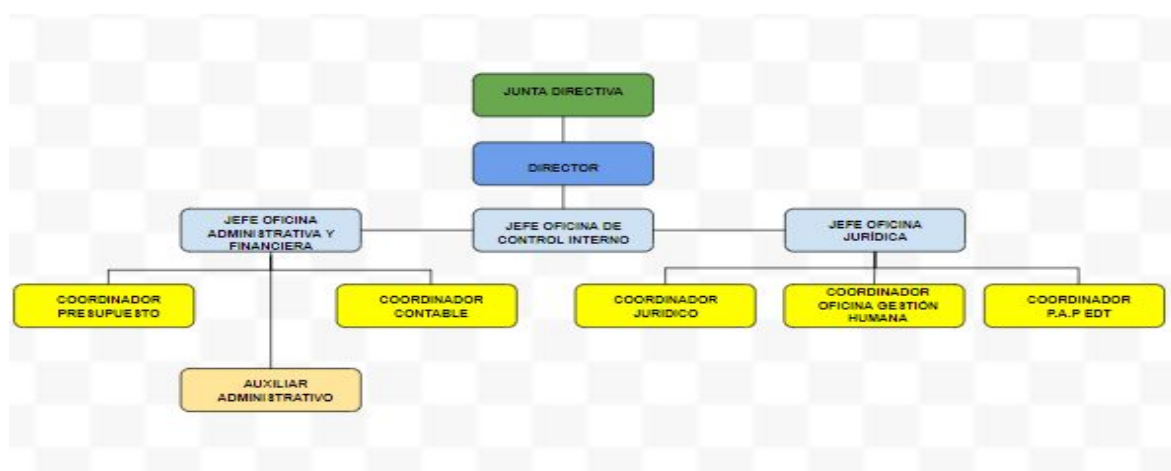 JUNTA DIRECTIVA
DIRECTOR
JEFE OFICINA
ADMINISTRATIVA Y
FINANCIERA
JEFE OFICINA DE
CONTROL INTERNO
JEFE OFICINA
JURÍDICA
COORDINADOR
PRESUPUESTO
COORDINADOR
CONTABLE
COORDINADOR
JURIDICO
COORDINADOR
OFICINA GESTIÓN
HUMANA
COORDINADOR
P.A.P EDT
AUXILIAR
ADMINISTRATIVO